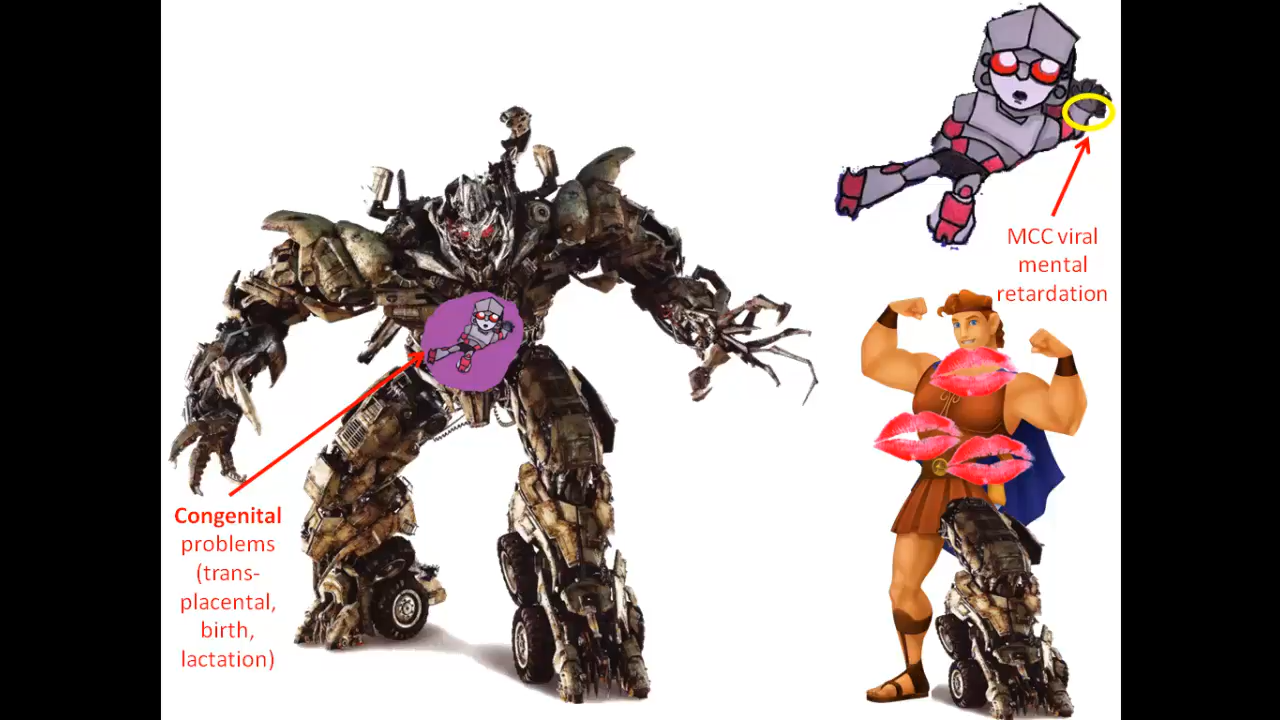 MCC viral
mental
retardation
Congenital
problems
(trans-
placental,
birth,
lactation)